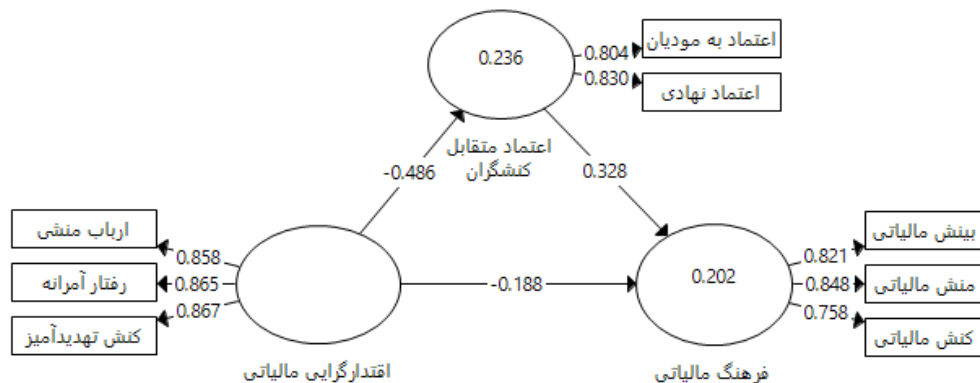 اعتماد به مودیان
0.804
0.236
0.830
اعتماد نهادی
اعتماد متقابل
کنشگران
-0.486
0.328
ارباب منشی
0.858
رفتار آمرانه
0.865
کنش تهدیدآمیز
0.867
-0.188
0.202
بینش مالیاتی
0.821
منش مالیاتی
0.848
کنش مالیاتی
0.758
اقتدارگرایی مالیاتی
فرهنگ مالیاتی